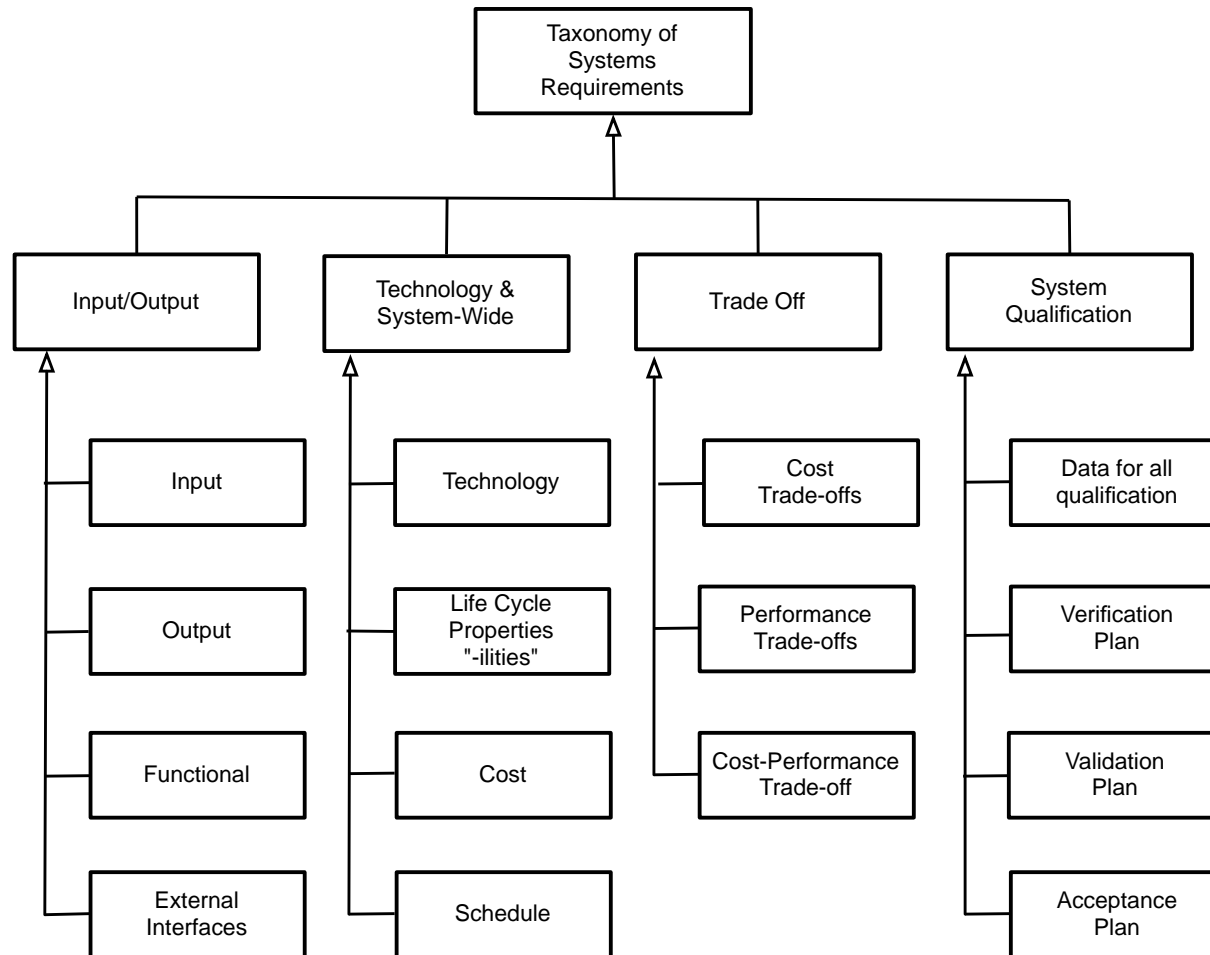 Taxonomy of
Systems
Requirements
Input/Output
Technology &
System-Wide
Trade Off
System
Qualification
Input
Technology
Cost
Trade-offs
Data for all
qualification
Output
Life Cycle
Properties
"-ilities"
Performance
Trade-offs
Verification
Plan
Functional
Cost
Cost-Performance
Trade-off
Validation
Plan
External
Interfaces
Schedule
Acceptance
Plan